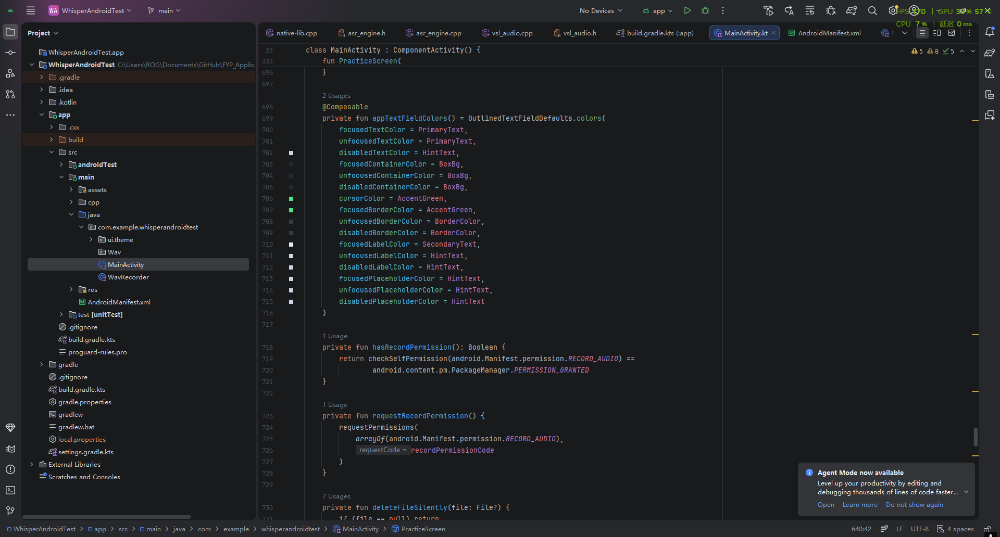 WA WhisperAndroidTest main No Devices app
FPS 170 | GPU 57
CPU 7 % | 延迟 0 ms
Project
native-lib.cpp asr_engine.h asr_engine.cpp vsl_audio.cpp vsl_audio.h build.gradle.kts (:app) MainActivity.kt AndroidManifest.xml
5 8 5
WhisperAndroidTest.app
WhisperAndroidTest C:\Users\ROG\Documents\GitHub\FYP_Applica
.gradle
.idea
.kotlin
app
.cxx
build
src
androidTest
main
assets
cpp
java
com.example.whisperandroidtest
ui.theme
Wav
MainActivity
WavRecorder
res
AndroidManifest.xml
test [unitTest]
.gitignore
build.gradle.kts
proguard-rules.pro
gradle
.gitignore
build.gradle.kts
gradle.properties
gradlew
gradlew.bat
local.properties
settings.gradle.kts
External Libraries
Scratches and Consoles
23 class MainActivity : ComponentActivity() {
333 fun PracticeScreen(
696 }
697
2 Usages
698 @Composable
699 private fun appTextFieldColors() = OutlinedTextFieldDefaults.colors(
700 focusedTextColor = PrimaryText,
701 unfocusedTextColor = PrimaryText,
702 disabledTextColor = HintText,
703 focusedContainerColor = BoxBg,
704 unfocusedContainerColor = BoxBg,
705 disabledContainerColor = BoxBg,
706 cursorColor = AccentGreen,
707 focusedBorderColor = AccentGreen,
708 unfocusedBorderColor = BorderColor,
709 disabledBorderColor = BorderColor,
710 focusedLabelColor = SecondaryText,
711 unfocusedLabelColor = HintText,
712 disabledLabelColor = HintText,
713 focusedPlaceholderColor = HintText,
714 unfocusedPlaceholderColor = HintText,
715 disabledPlaceholderColor = HintText
716 )
717
1 Usage
718 private fun hasRecordPermission(): Boolean {
719 return checkSelfPermission(android.Manifest.permission.RECORD_AUDIO) ==
720 android.content.pm.PackageManager.PERMISSION_GRANTED
721 }
722
1 Usage
723 private fun requestRecordPermission() {
724 requestPermissions(
725 arrayOf(android.Manifest.permission.RECORD_AUDIO),
726 requestCode = recordPermissionCode
727 )
728 }
729
7 Usages
730 private fun deleteFileSilently(file: File?) {
731 if (file == null) return
Agent Mode now available
Level up your productivity by editing and
debugging thousands of lines of code faster...
Open Learn more Do not show again
WhisperAndroidTest app src main java com example whisperandroidtest MainActivity PracticeScreen
640:42 LF UTF-8 4 spaces